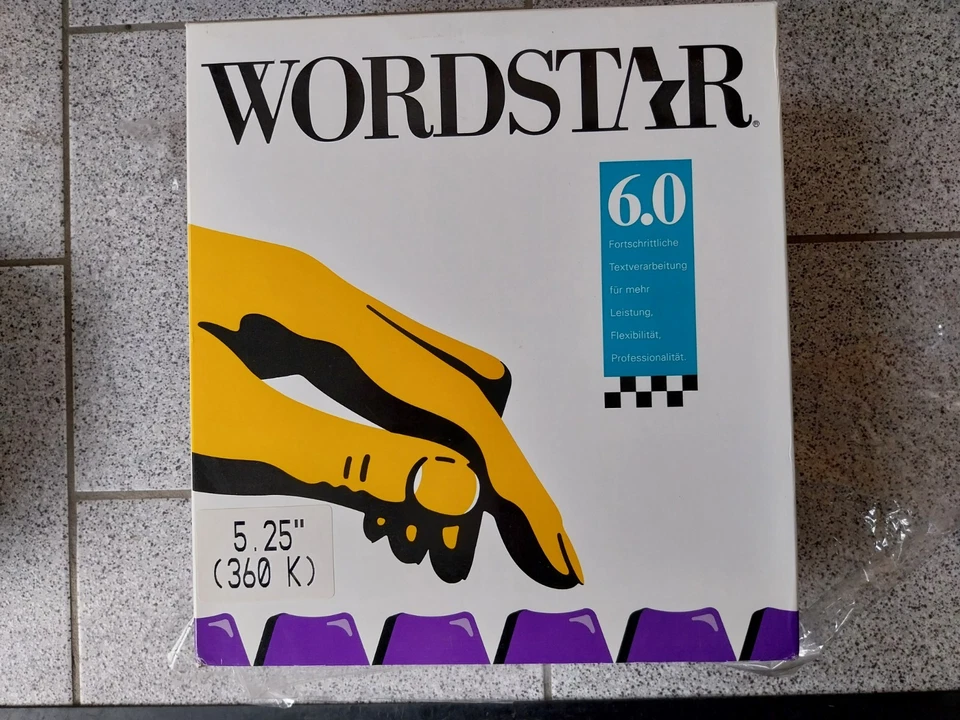 WORDSTAR®
6.0
Fortschrittliche
Textverarbeitung
für mehr
Leistung,
Flexibilität,
Professionalität.
5.25"
(360 K)